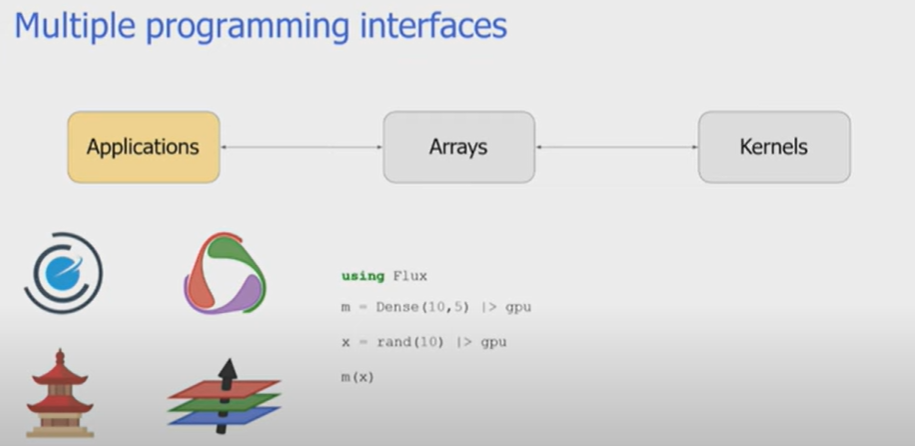 Multiple programming interfaces
Applications
Arrays
Kernels
using Flux
m = Dense(10,5) |> gpu
x = rand(10) |> gpu
m(x)